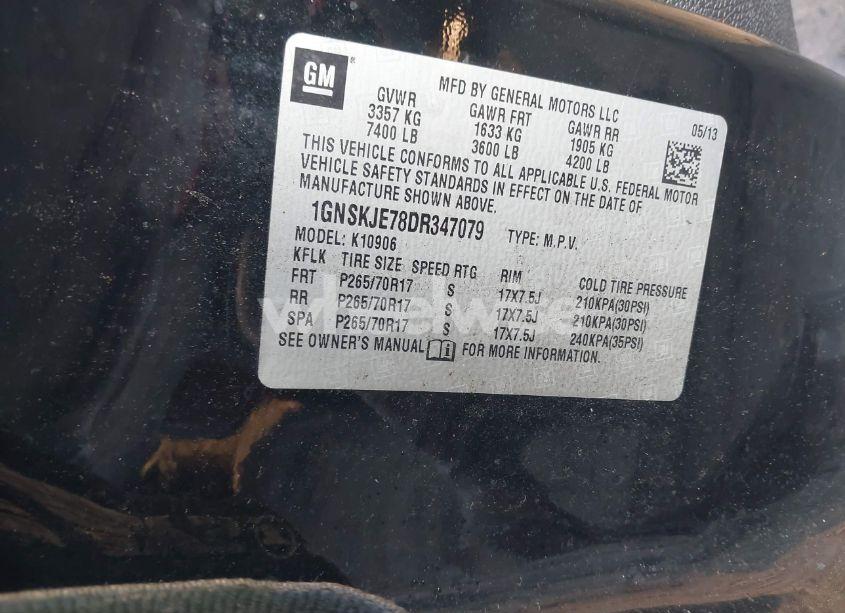 GM
MFD BY GENERAL MOTORS LLC 05/13
GVWR GAWR FRT GAWR RR
3357 KG 1633 KG 1905 KG
7400 LB 3600 LB 4200 LB
THIS VEHICLE CONFORMS TO ALL APPLICABLE U.S. FEDERAL MOTOR
VEHICLE SAFETY STANDARDS IN EFFECT ON THE DATE OF
MANUFACTURE SHOWN ABOVE.
1GNSKJE78DR347079 TYPE: M.P.V.
MODEL: K10906
KFLK TIRE SIZE SPEED RTG RIM COLD TIRE PRESSURE
FRT P265/70R17 S 17X7.5J 210KPA(30PSI)
RR P265/70R17 S 17X7.5J 210KPA(30PSI)
SPA P265/70R17 S 17X7.5J 240KPA(35PSI)
SEE OWNER'S MANUAL i FOR MORE INFORMATION.